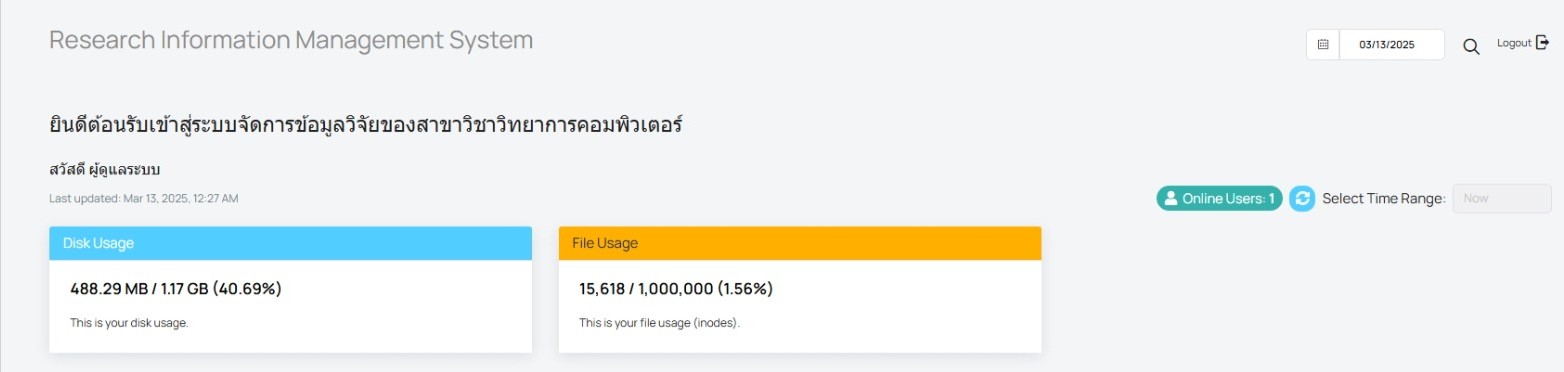 Research Information Management System
03/13/2025
Logout
ยินดีต้อนรับเข้าสู่ระบบจัดการข้อมูลวิจัยของสาขาวิชาวิทยาการคอมพิวเตอร์
สวัสดี ผู้ดูแลระบบ
Last updated: Mar 13, 2025, 12:27 AM
Online Users: 1
Select Time Range:
Now
Disk Usage
488.29 MB / 1.17 GB (40.69%)
This is your disk usage.
File Usage
15,618 / 1,000,000 (1.56%)
This is your file usage (inodes).